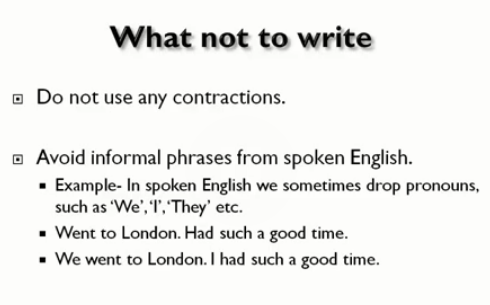 What not to write
Do not use any contractions.
Avoid informal phrases from spoken English.
Example- In spoken English we sometimes drop pronouns,
such as ‘We’, ‘I’, ‘They’ etc.
Went to London. Had such a good time.
We went to London. I had such a good time.